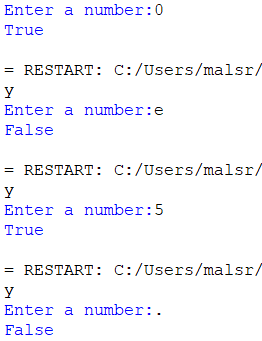 Enter a number:0
True
= RESTART: C:/Users/malsr/
y
Enter a number:e
False
= RESTART: C:/Users/malsr/
y
Enter a number:5
True
= RESTART: C:/Users/malsr/
y
Enter a number:.
False